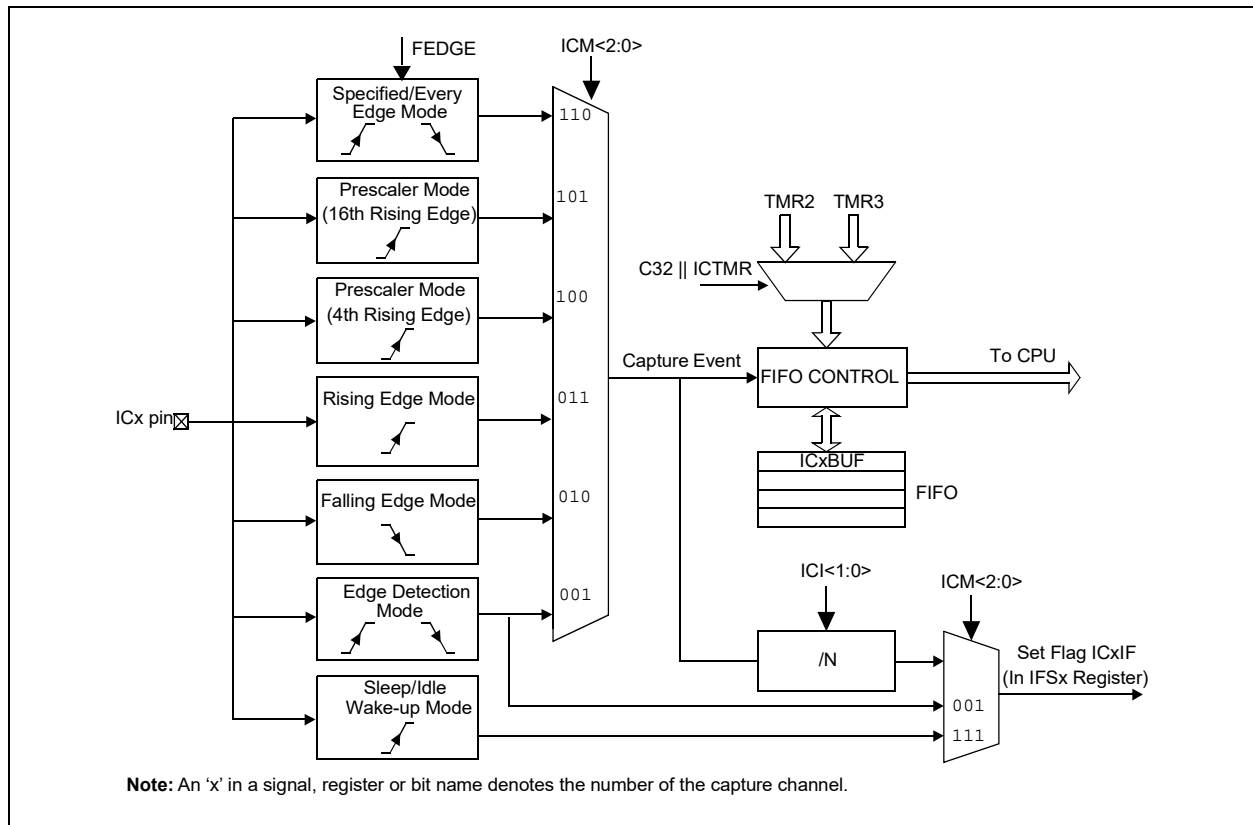 FEDGE
ICM<2:0>
Specified/Every
Edge Mode
110
Prescaler Mode
(16th Rising Edge)
101
TMR2
TMR3
C32 || ICTMR
Prescaler Mode
(4th Rising Edge)
100
Capture Event
FIFO CONTROL
To CPU
ICx pin
Rising Edge Mode
011
ICxBUF
FIFO
Falling Edge Mode
010
ICI<1:0>
ICM<2:0>
Edge Detection
Mode
001
/N
Set Flag ICxIF
(In IFSx Register)
Sleep/Idle
Wake-up Mode
001
111
Note: An ‘x’ in a signal, register or bit name denotes the number of the capture channel.